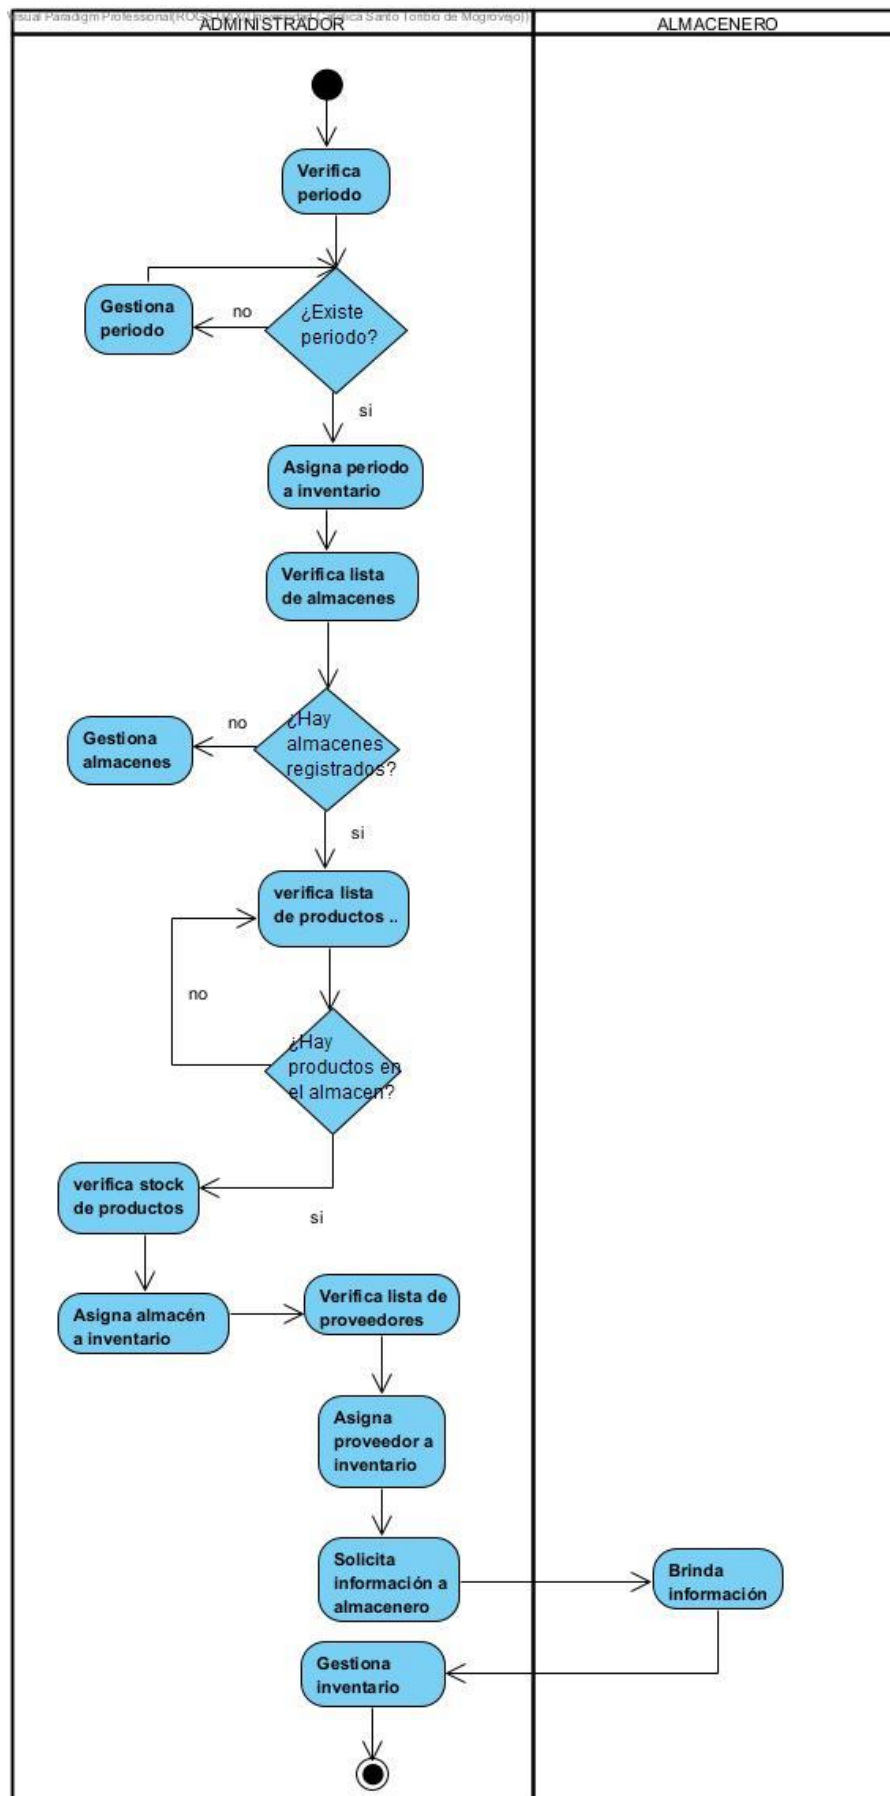 ADMINISTRADOR
ALMACENERO
Verifica
periodo
Gestiona
periodo
no
¿Existe
periodo?
si
Asigna periodo
a inventario
Verifica lista
de almacenes
Gestiona
almacenes
no
¿Hay
almacenes
registrados?
si
verifica lista
de productos ..
no
¿Hay
productos en
el almacen?
verifica stock
de productos
si
Asigna almacén
a inventario
Verifica lista de
proveedores
Asigna
proveedor a
inventario
Solicita
información a
almacenero
Brinda
información
Gestiona
inventario